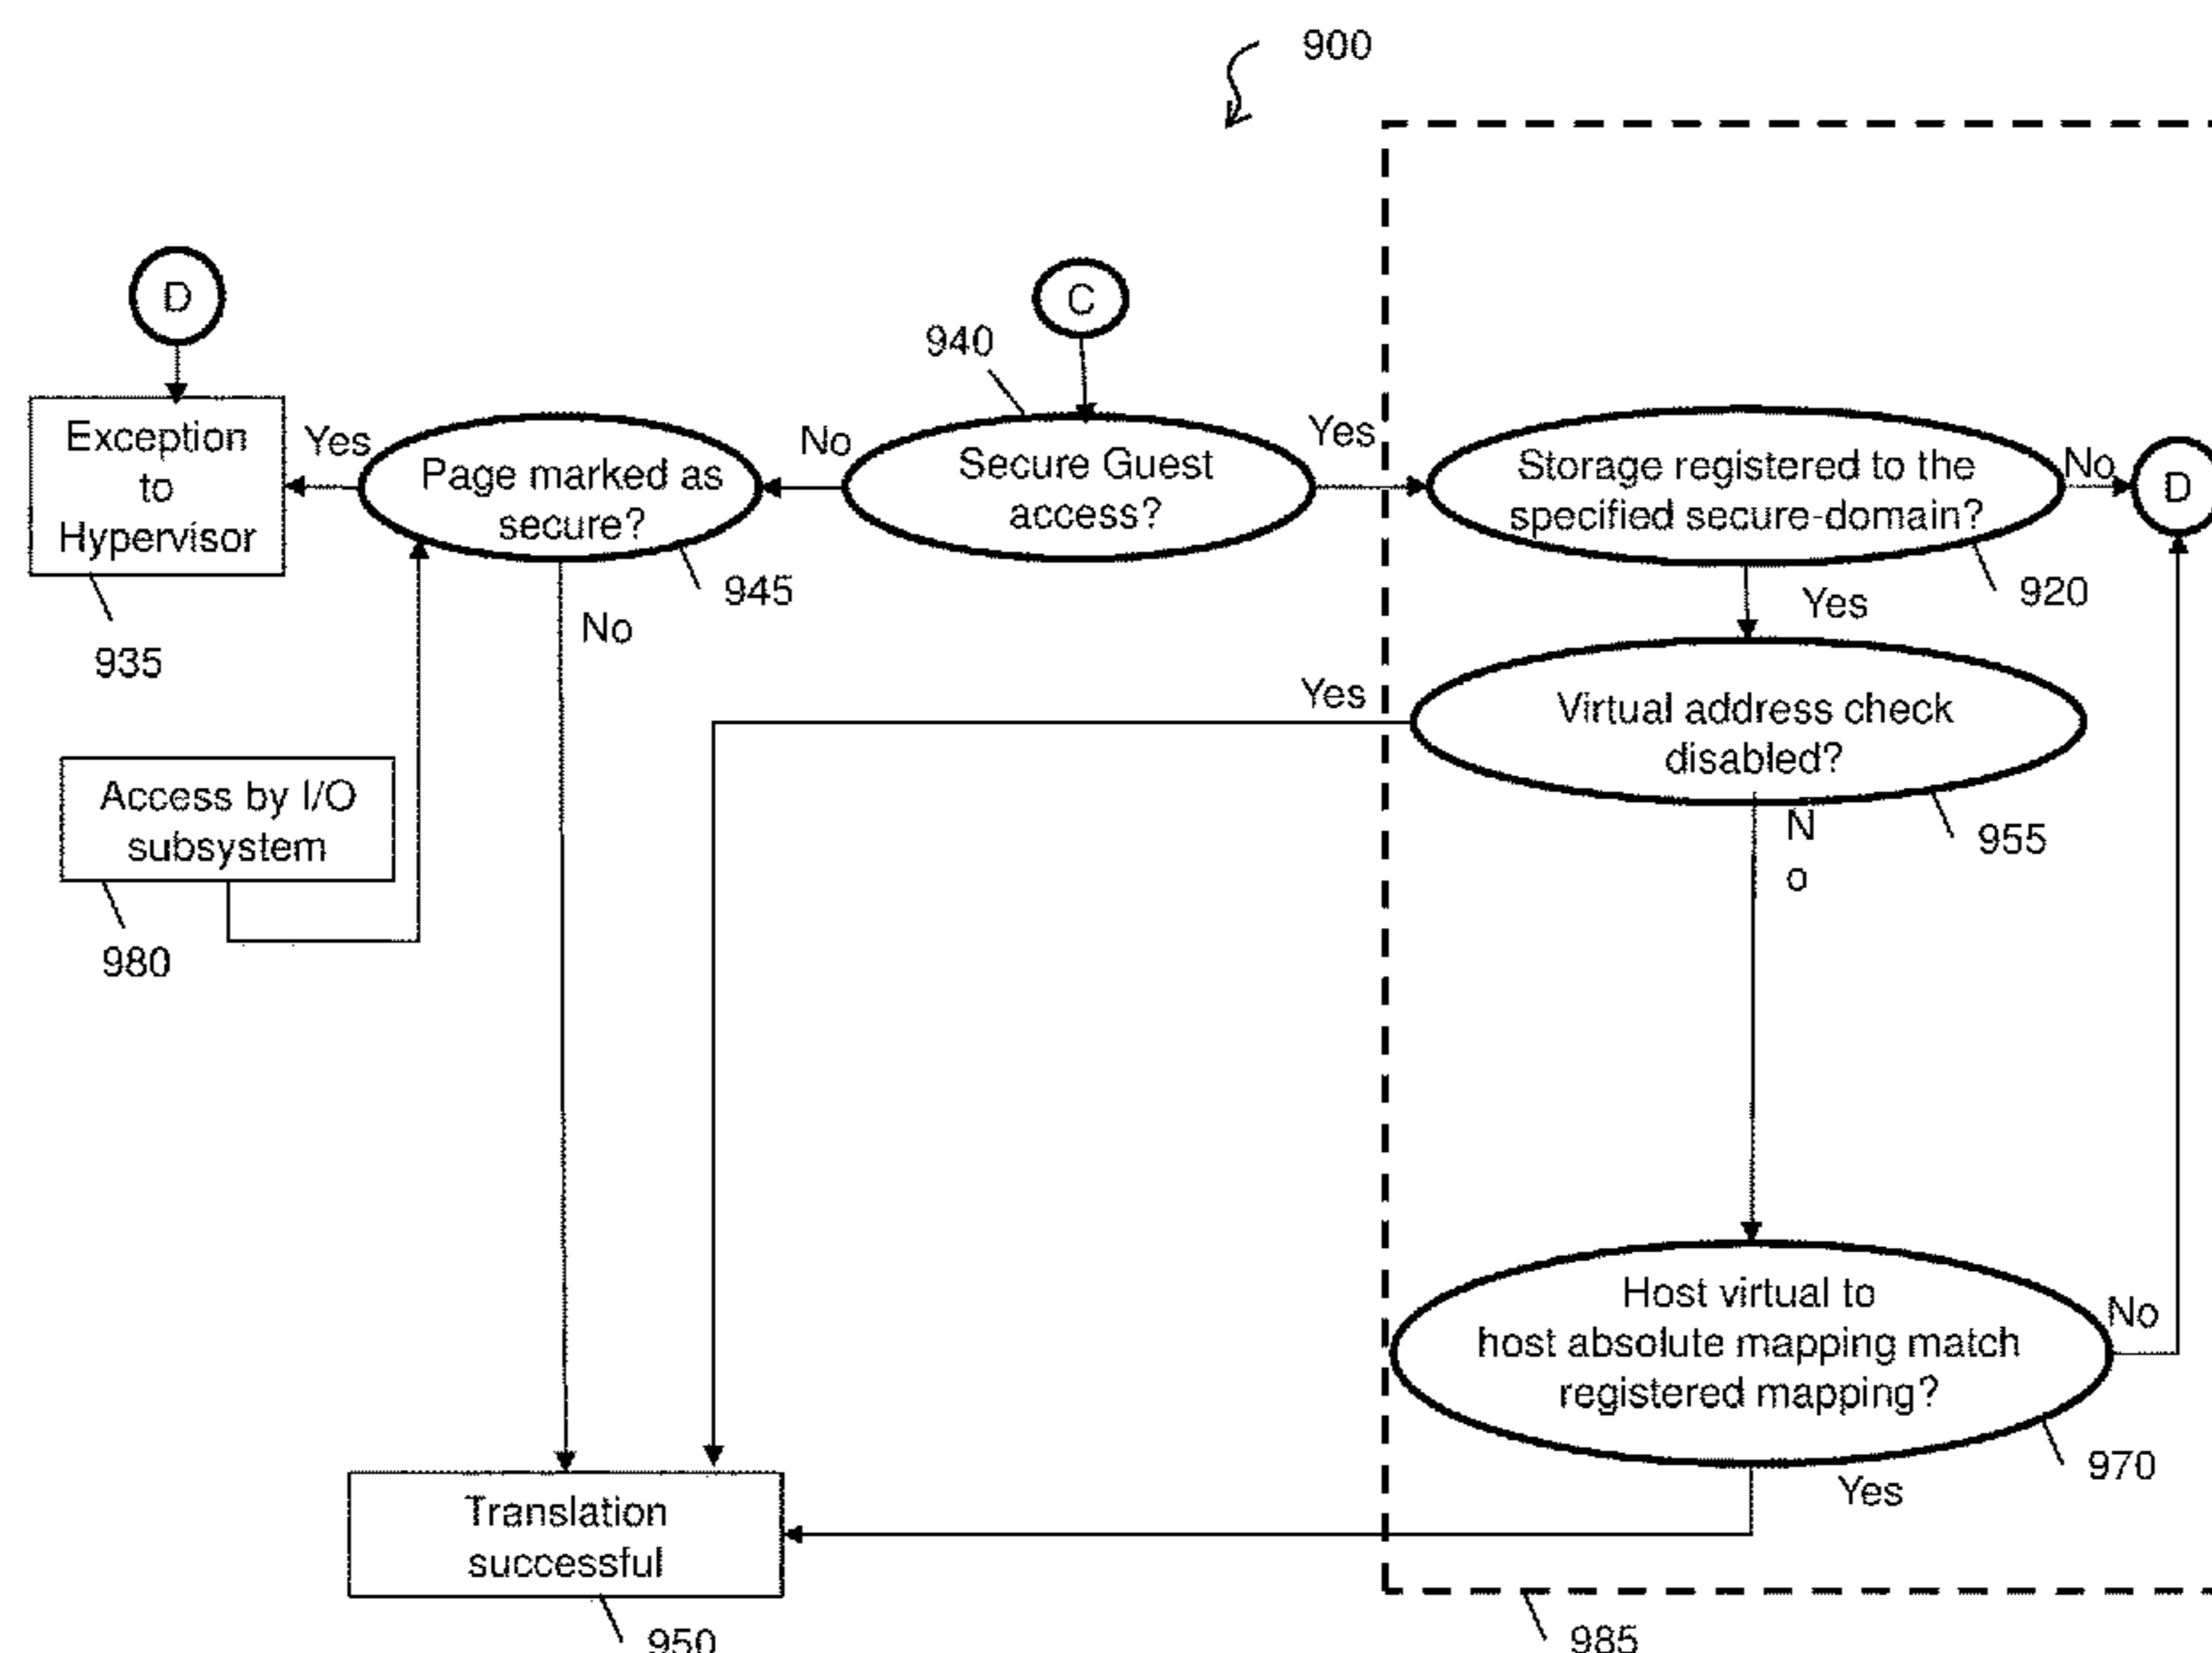 900
D
C
940
Exception
to
Hypervisor
Yes
Page marked as
secure?
No
Secure Guest
access?
Yes
Storage registered to the
specified secure-domain?
No
D
935
945
No
920
Yes
Yes
Virtual address check
disabled?
Access by I/O
subsystem
N
o
955
980
Host virtual to
host absolute mapping match
registered mapping?
No
970
Yes
Translation
successful
950
985